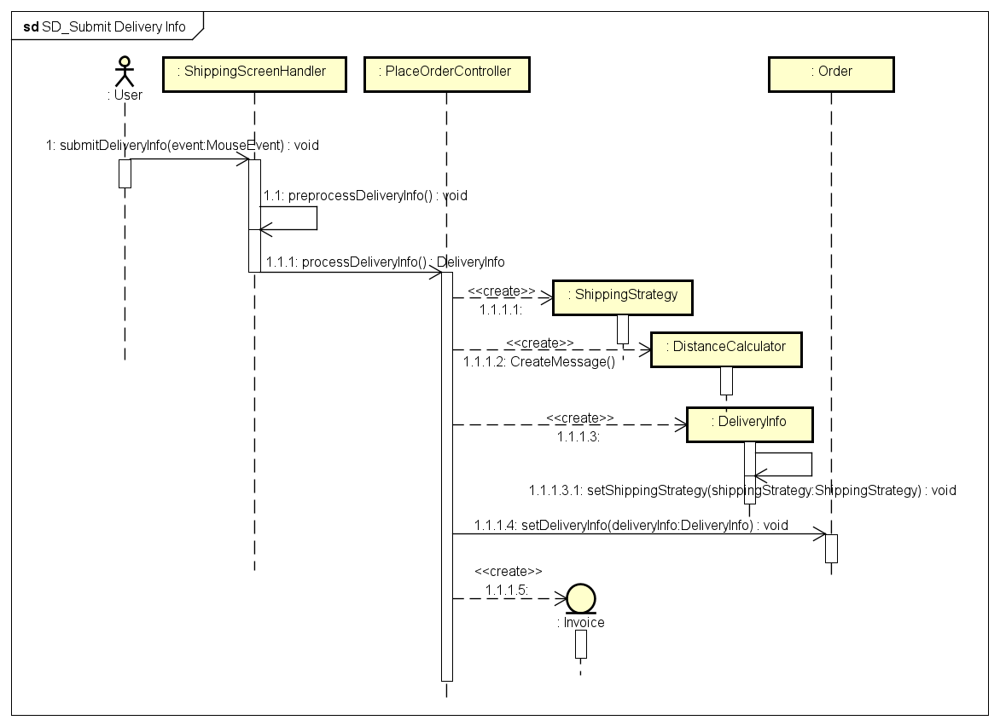 sd SD_Submit Delivery Info
: User
: ShippingScreenHandler
: PlaceOrderController
: Order
1: submitDeliveryInfo(event:MouseEvent) : void
1.1: preprocessDeliveryInfo() : void
1.1.1: processDeliveryInfo() : DeliveryInfo
<<create>>
1.1.1.1:
: ShippingStrategy
<<create>>
1.1.1.2: CreateMessage()
: DistanceCalculator
<<create>>
1.1.1.3:
: DeliveryInfo
1.1.1.3.1: setShippingStrategy(shippingStrategy:ShippingStrategy) : void
1.1.1.4: setDeliveryInfo(deliveryInfo:DeliveryInfo) : void
<<create>>
1.1.1.5:
: Invoice